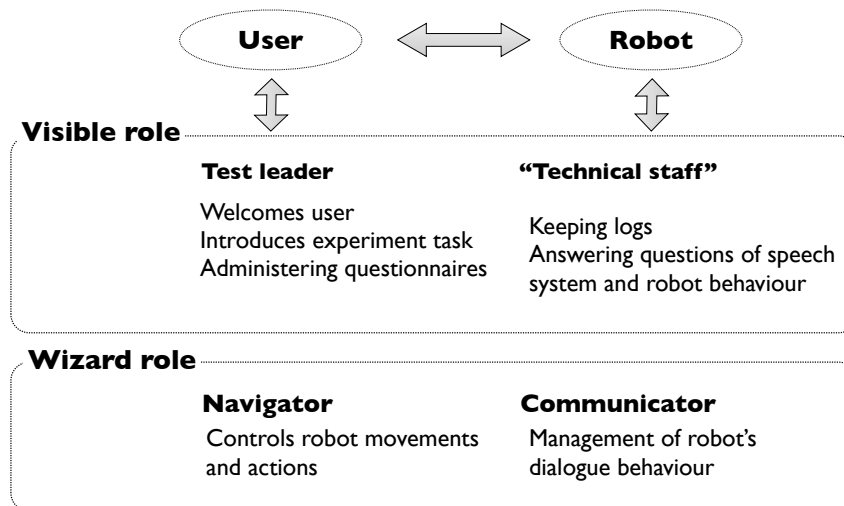 User
Robot
Visible role
Test leader
Welcomes user
Introduces experiment task
Administering questionnaires
“Technical staff”
Keeping logs
Answering questions of speech
system and robot behaviour
Wizard role
Navigator
Controls robot movements
and actions
Communicator
Management of robot’s
dialogue behaviour